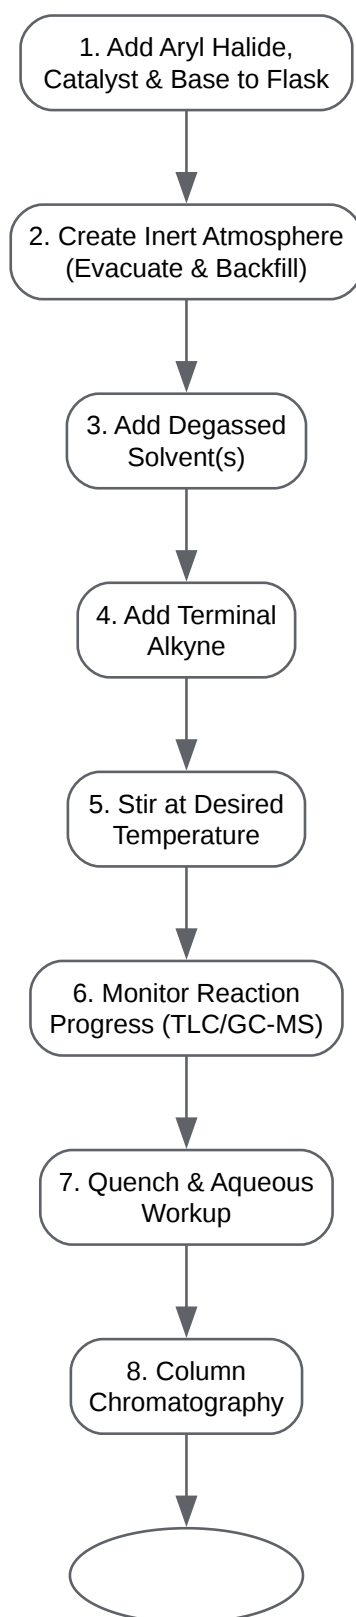 1. Add Aryl Halide,
Catalyst & Base to Flask
2. Create Inert Atmosphere
(Evacuate & Backfill)
3. Add Degassed
Solvent(s)
4. Add Terminal
Alkyne
5. Stir at Desired
Temperature
6. Monitor Reaction
Progress (TLC/GC-MS)
7. Quench & Aqueous
Workup
8. Column
Chromatography